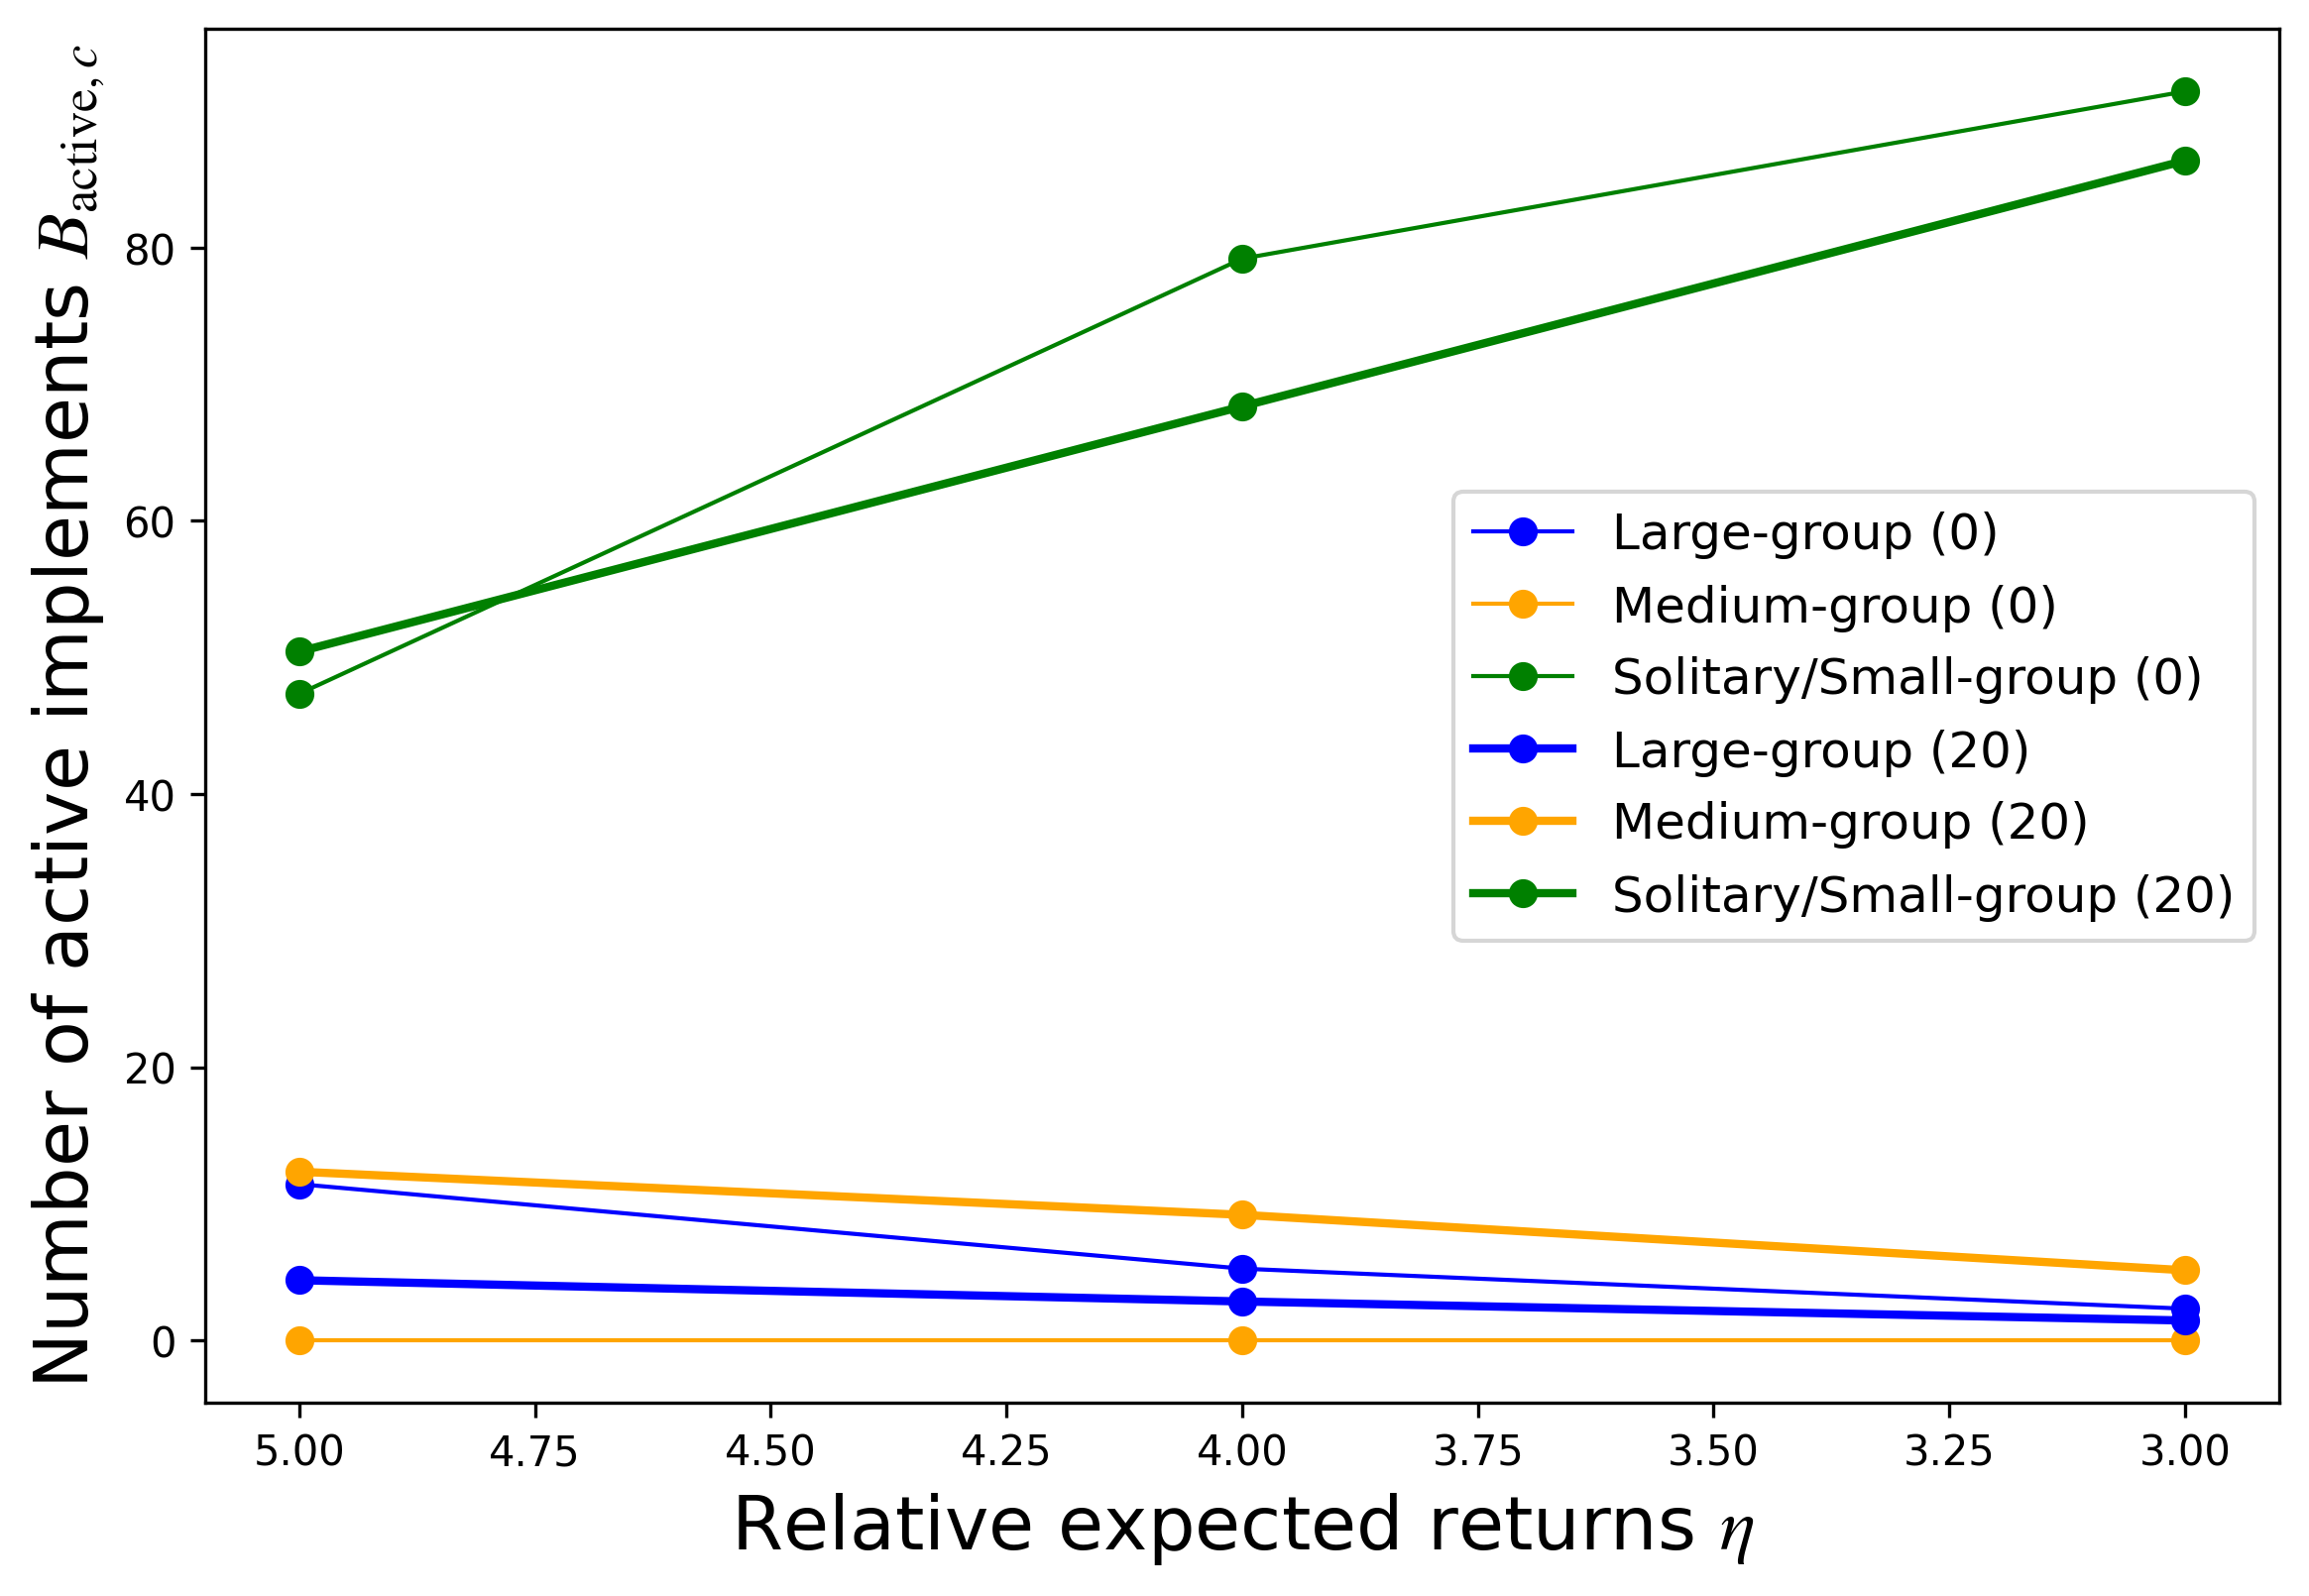 Number of active implements B_active, c
80
60
40
20
0
5.00 4.75 4.50 4.25 4.00 3.75 3.50 3.25 3.00
Relative expected returns η
Large-group (0)
Medium-group (0)
Solitary/Small-group (0)
Large-group (20)
Medium-group (20)
Solitary/Small-group (20)